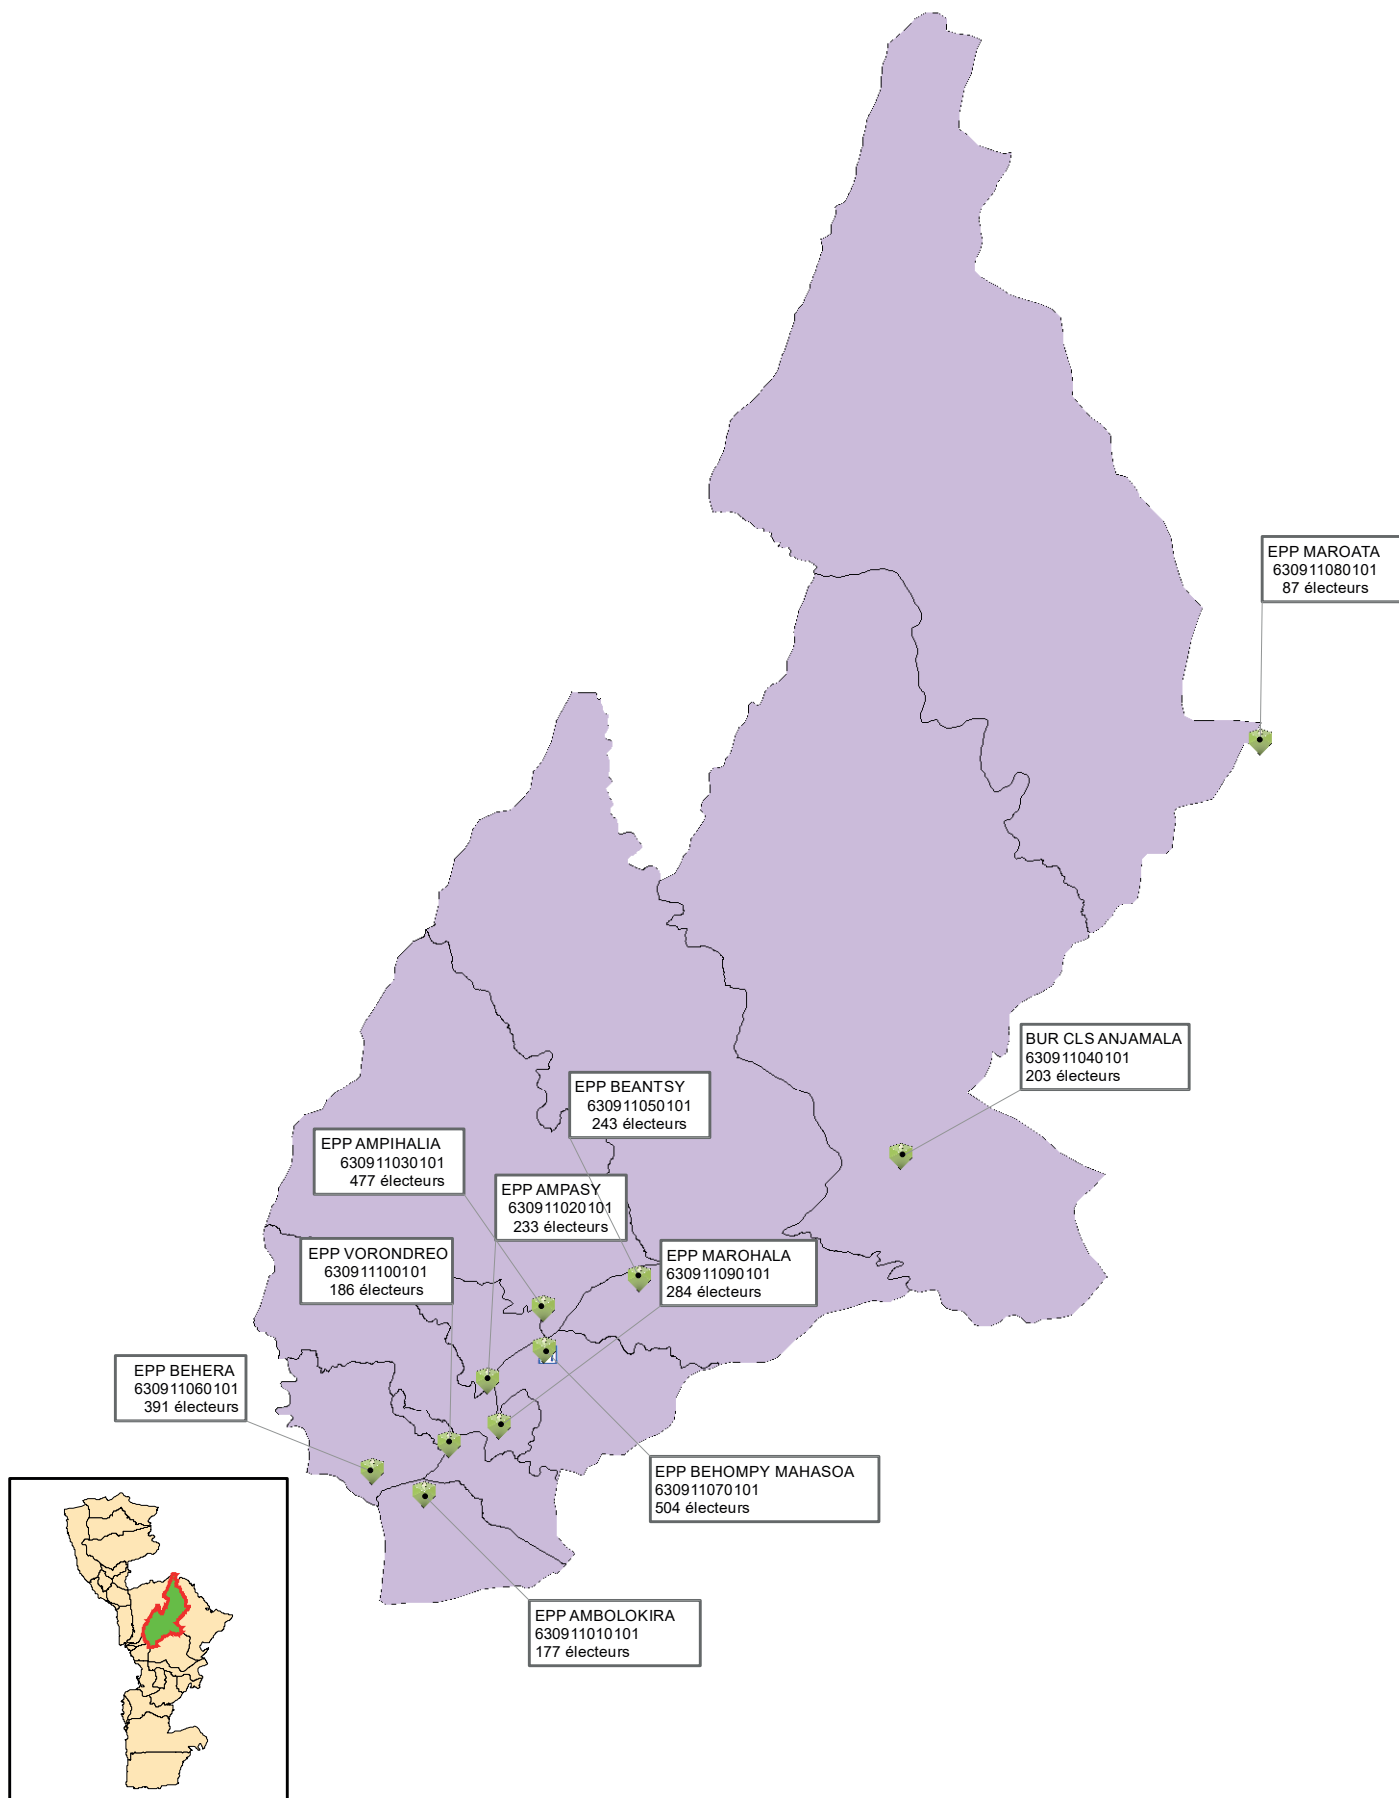 EPP MAROATA
630911080101
87 électeurs
BUR CLS ANJAMALA
630911040101
203 électeurs
EPP BEANTSY
630911050101
243 électeurs
EPP AMPIHALIA
630911030101
477 électeurs
EPP AMPASY
630911020101
233 électeurs
EPP VORONDREO
630911100101
186 électeurs
EPP MAROHALA
630911090101
284 électeurs
EPP BEHERA
630911060101
391 électeurs
EPP BEHOMPY MAHASOA
630911070101
504 électeurs
EPP AMBOLOKIRA
630911010101
177 électeurs